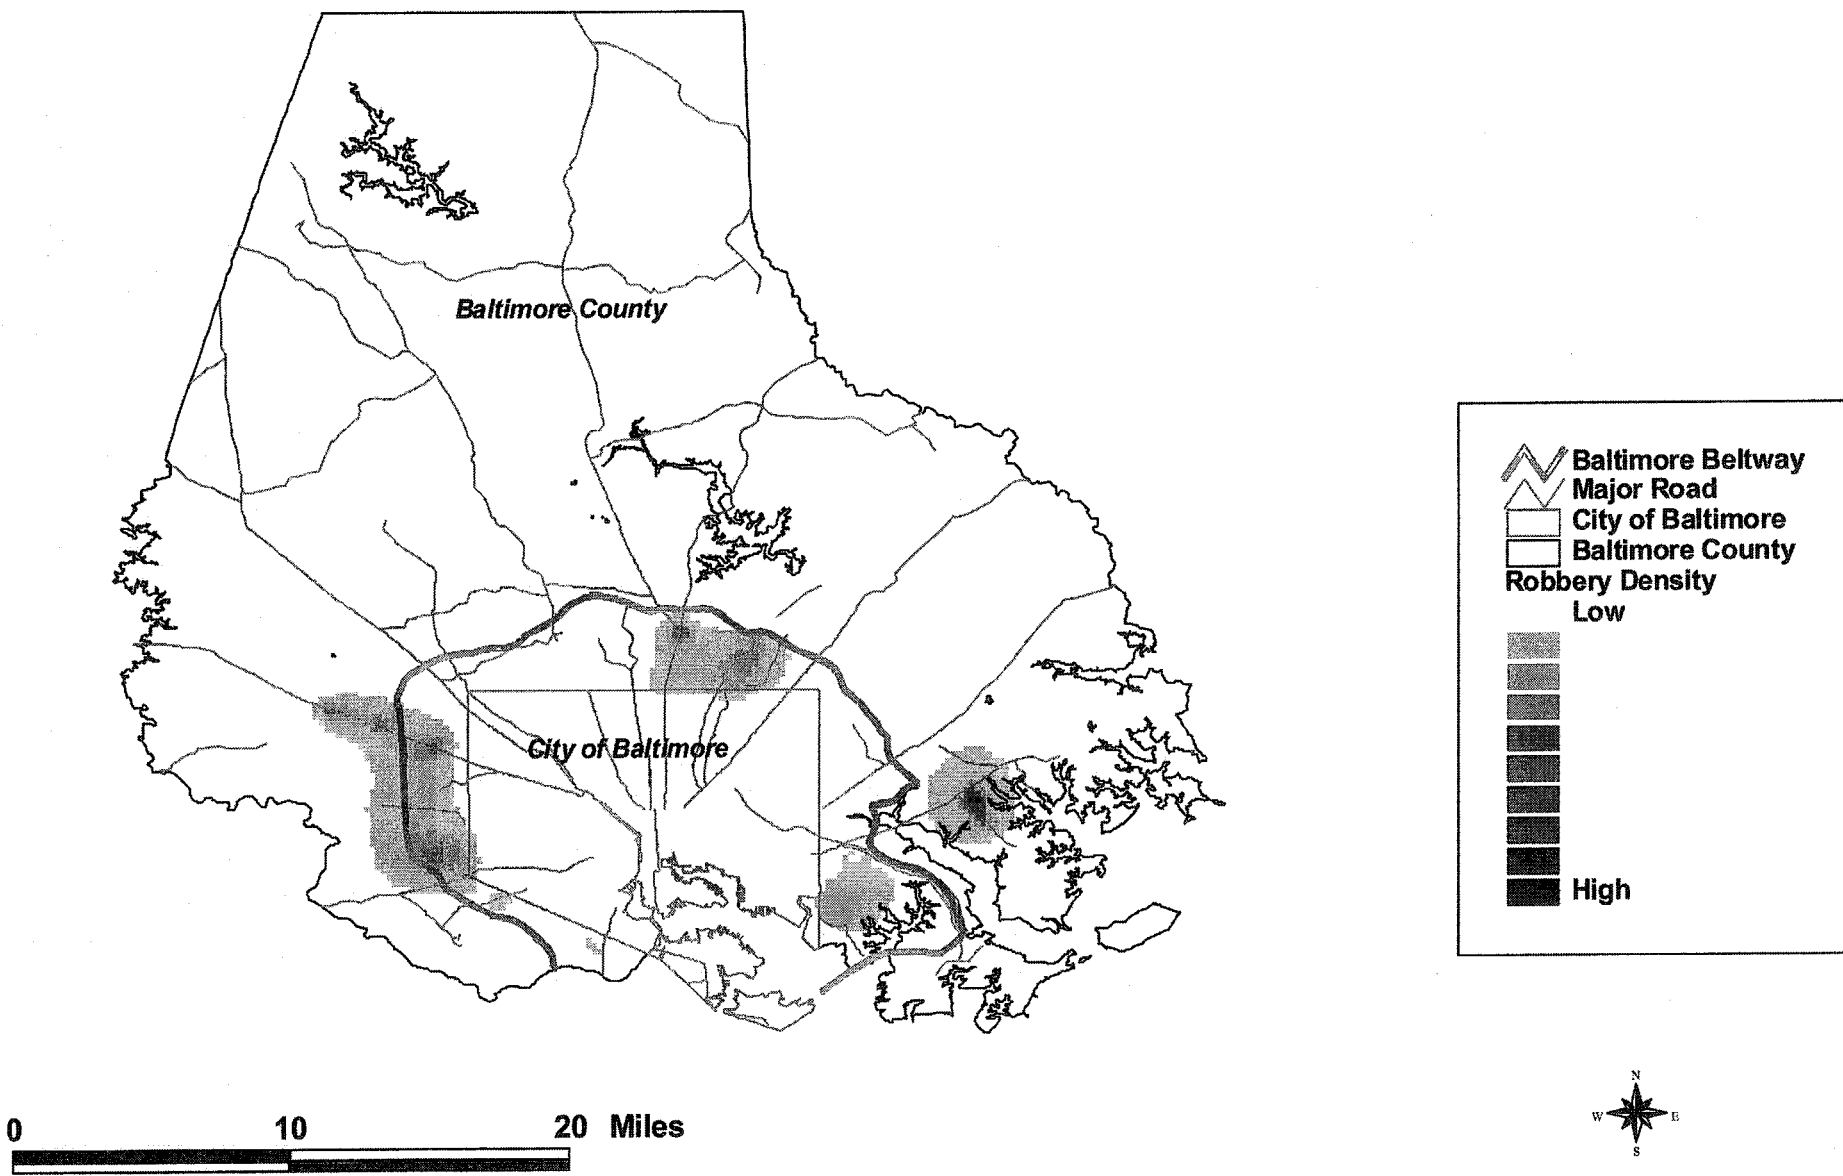 Baltimore County
City of Baltimore
Baltimore Beltway
Major Road
City of Baltimore
Baltimore County
Robbery Density
Low
High
0 10 20 Miles
N
W E
S